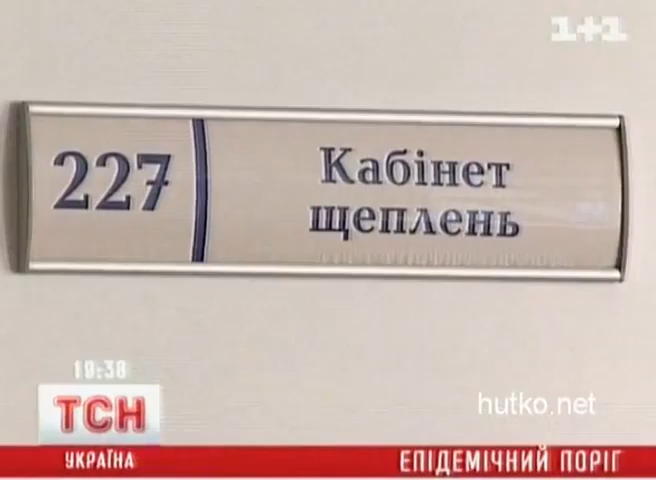 1+1
227
Кабінет
щеплень
19:38
ТСН
hutko.net
УКРАЇНА
ЕПІДЕМІЧНИЙ ПОРІГ